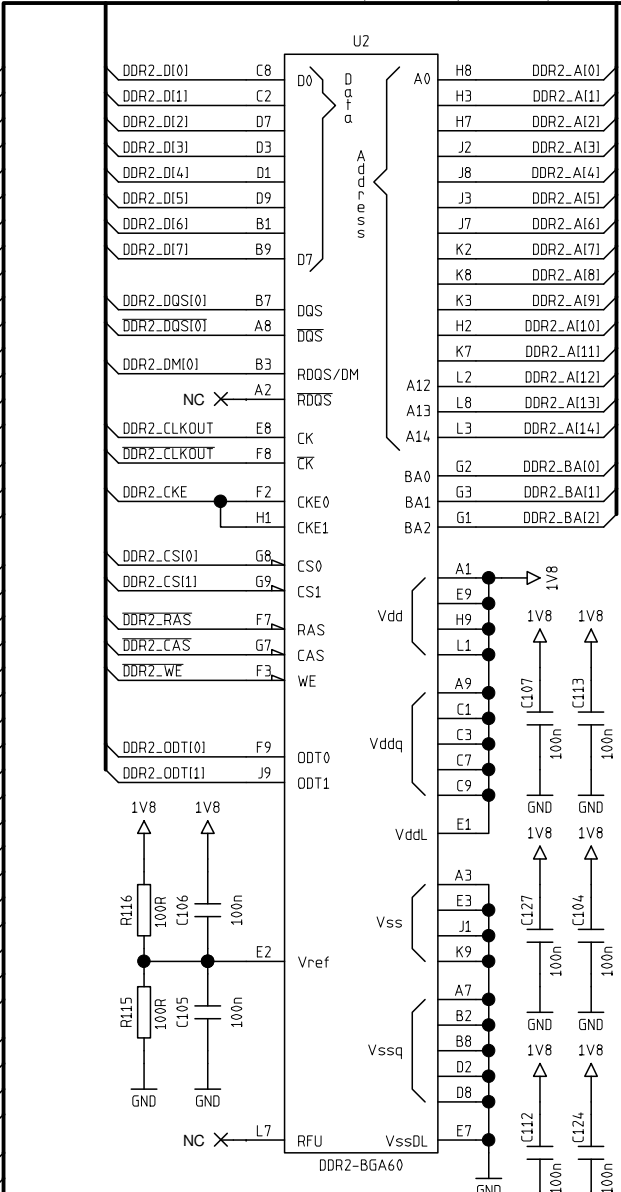 U2
DDR2_D[0] C8 D0 Data A0 H8 DDR2_A[0]
DDR2_D[1] C2 H3 DDR2_A[1]
DDR2_D[2] D7 H7 DDR2_A[2]
DDR2_D[3] D3 Address J2 DDR2_A[3]
DDR2_D[4] D1 J8 DDR2_A[4]
DDR2_D[5] D9 J3 DDR2_A[5]
DDR2_D[6] B1 J7 DDR2_A[6]
DDR2_D[7] B9 D7 K2 DDR2_A[7]
K8 DDR2_A[8]
DDR2_DQS[0] B7 DQS K3 DDR2_A[9]
DDR2_DQS[0] A8 DQS H2 DDR2_A[10]
K7 DDR2_A[11]
DDR2_DM[0] B3 RDQS/DM A12 L2 DDR2_A[12]
NC A2 RDQS A13 L8 DDR2_A[13]
DDR2_CLKOUT E8 CK A14 L3 DDR2_A[14]
DDR2_CLKOUT F8 CK BA0 G2 DDR2_BA[0]
DDR2_CKE F2 CKE0 BA1 G3 DDR2_BA[1]
H1 CKE1 BA2 G1 DDR2_BA[2]
DDR2_CS[0] G8 CS0 A1 1V8
DDR2_CS[1] G9 CS1 Vdd E9
DDR2_RAS F7 RAS H9
DDR2_CAS G7 CAS L1
DDR2_WE F3 WE
1V8 1V8
C107 100n C113 100n
GND GND
A9
C1
Vddq C3
C7
C9
DDR2_ODT[0] F9 ODT0
DDR2_ODT[1] J9 ODT1
VddL E1
1V8 1V8
R116 100R C106 100n
E2 Vref
R115 100R C105 100n
GND GND
1V8 1V8
C127 100n C104 100n
GND GND
A3
E3
Vss J1
K9
A7
B2
Vssq B8
D2
D8
NC L7 RFU VssDL E7
GND
1V8 1V8
C112 100n C124 100n
DDR2-BGA60